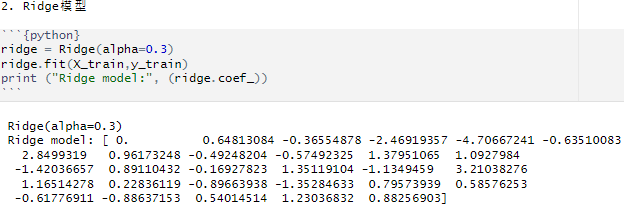 2. Ridge模型
```{python}
ridge = Ridge(alpha=0.3)
ridge.fit(X_train,y_train)
print ("Ridge model:", (ridge.coef_))
```
Ridge(alpha=0.3)
Ridge model: [ 0.          0.64813084 -0.36554878 -2.46919357 -4.70667241 -0.63510083
  2.8499319   0.96173248 -0.49248204 -0.57492325  1.37951065  1.0927984
 -1.42036657  0.89110432 -0.16927823  1.35119104 -1.1349459   3.21038276
  1.16514278  0.22836119 -0.89663938 -1.35284633  0.79573939  0.58576253
 -0.61776911 -0.88637153  0.54014514  1.23036832  0.88256903]